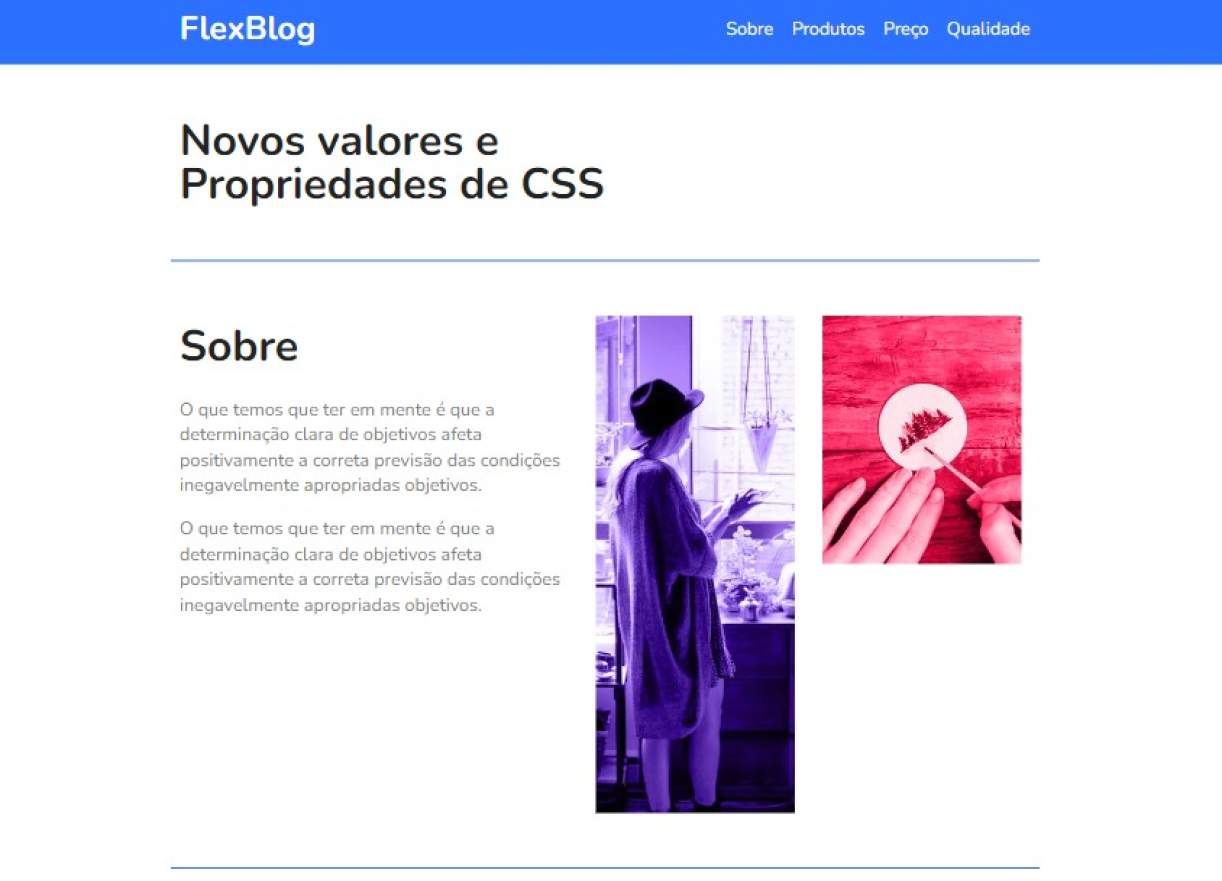 FlexBlog
Sobre Produtos Preço Qualidade
Novos valores e
Propriedades de CSS
Sobre
O que temos que ter em mente é que a
determinação clara de objetivos afeta
positivamente a correta previsão das condições
inegavelmente apropriadas objetivos.
O que temos que ter em mente é que a
determinação clara de objetivos afeta
positivamente a correta previsão das condições
inegavelmente apropriadas objetivos.